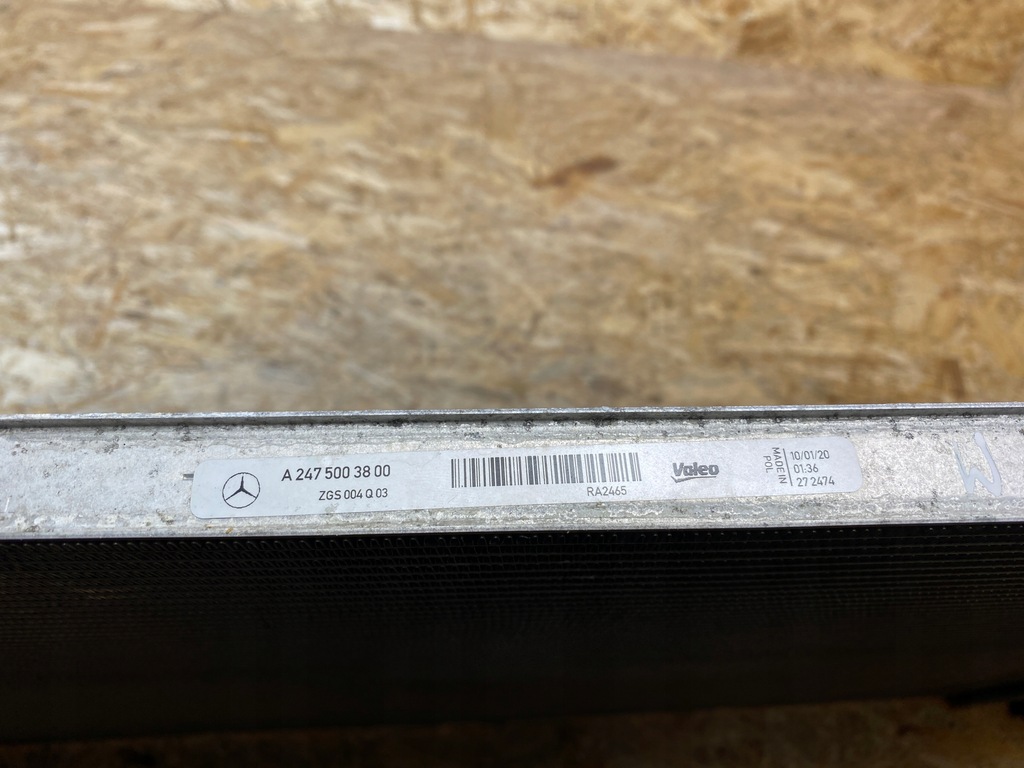 A 247 500 38 00
ZGS 004 Q 03
RA2465
Valeo
MADE IN
POL
10/01/20
01:36
27 2474